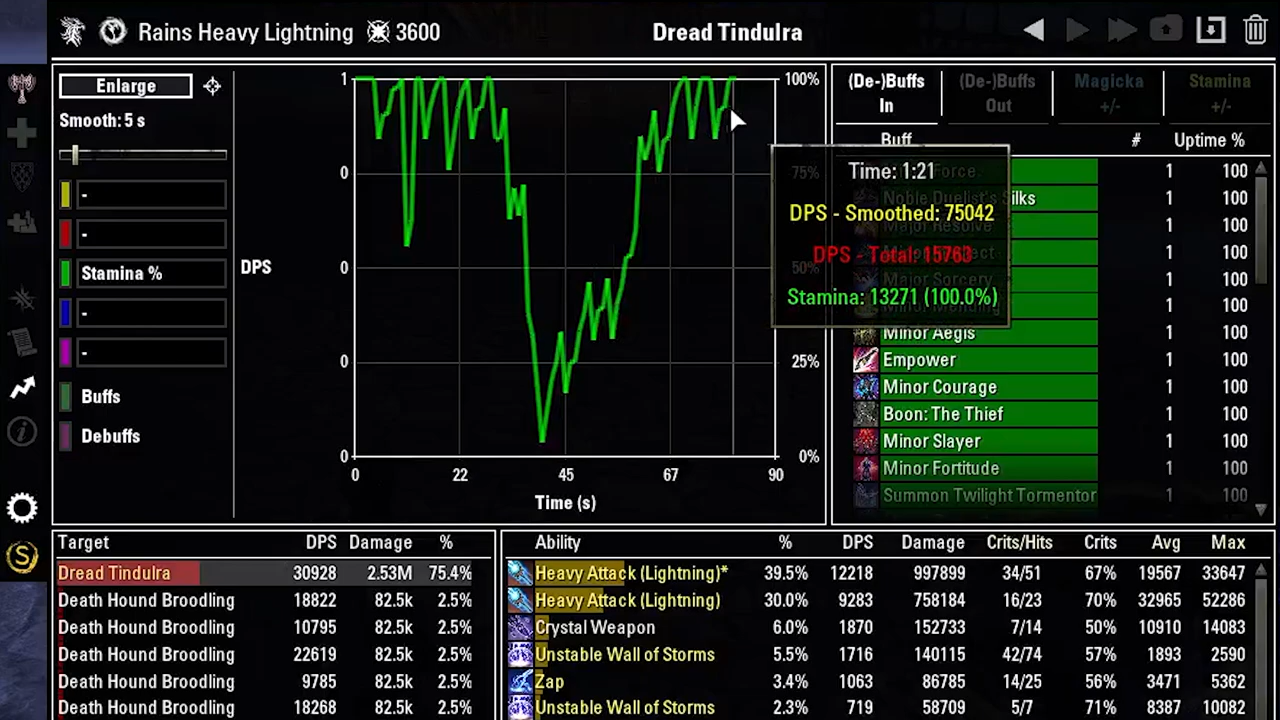 Rains Heavy Lightning 3600
Dread Tindulra
Enlarge
Smooth: 5 s
-
-
Stamina %
-
-
Buffs
Debuffs
DPS
1
0
0
0
0
100%
75%
50%
25%
0%
0 22 45 67 90
Time (s)
Time: 1:21
DPS - Smoothed: 75042
DPS - Total: 15763
Stamina: 13271 (100.0%)
(De-)Buffs In
(De-)Buffs Out
Magicka +/-
Stamina +/-
Buff # Uptime %
Force 1 100
Noble Duelist's Silks 1 100
Major Resolve 1 100
1 100
Major Sorcery 1 100
Minor Mending 1 100
Minor Aegis 1 100
Empower 1 100
Minor Courage 1 100
Boon: The Thief 1 100
Minor Slayer 1 100
Minor Fortitude 1 100
Summon Twilight Tormentor 1 100
Target DPS Damage %
Dread Tindulra 30928 2.53M 75.4%
Death Hound Broodling 18822 82.5k 2.5%
Death Hound Broodling 10795 82.5k 2.5%
Death Hound Broodling 22619 82.5k 2.5%
Death Hound Broodling 9785 82.5k 2.5%
Death Hound Broodling 18268 82.5k 2.5%
Ability % DPS Damage Crits/Hits Crits Avg Max
Heavy Attack (Lightning)* 39.5% 12218 997899 34/51 67% 19567 33647
Heavy Attack (Lightning) 30.0% 9283 758184 16/23 70% 32965 52286
Crystal Weapon 6.0% 1870 152733 7/14 50% 10910 14083
Unstable Wall of Storms 5.5% 1716 140115 42/74 57% 1893 2590
Zap 3.4% 1063 86785 14/25 56% 3471 5362
Unstable Wall of Storms 2.3% 719 58709 5/7 71% 8387 10082